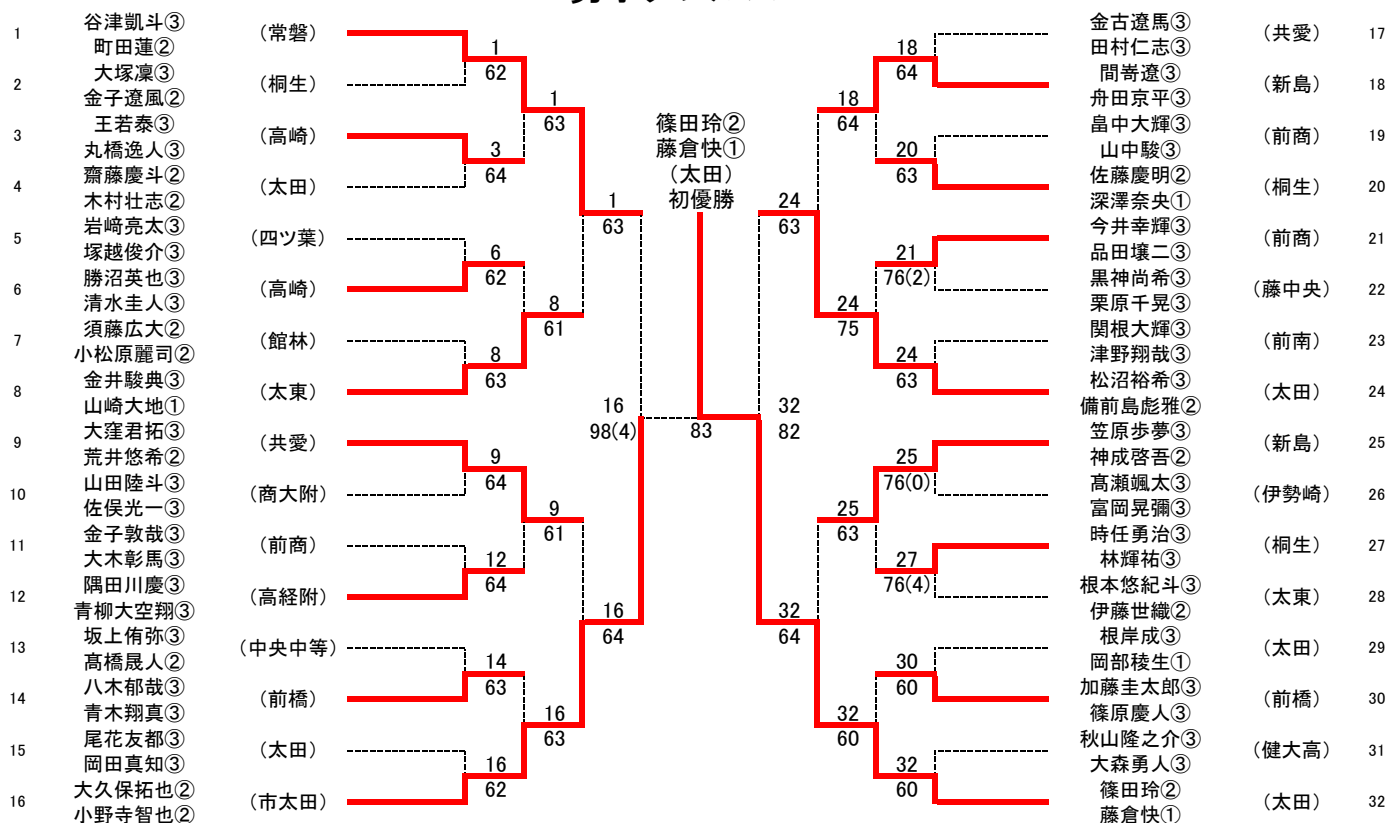 1 谷津凱斗③ (常磐)
町田蓮②
2 大塚凜③ (桐生)
金子遼風②
3 王若泰③ (高崎)
丸橋逸人③
4 齋藤慶斗② (太田)
木村壮志②
5 岩﨑亮太③ (四ツ葉)
塚越俊介③
6 勝沼英也③ (高崎)
清水圭人③
7 須藤広大② (館林)
小松原麗司②
8 金井駿典③ (太東)
山崎大地①
9 大窪君拓③ (共愛)
荒井悠希②
10 山田陸斗③ (商大附)
佐俣光一③
11 金子敦哉③ (前商)
大木彰馬③
12 隅田川慶③ (高経附)
青柳大空翔③
13 坂上侑弥③ (中央中等)
髙橋晟人②
14 八木郁哉③ (前橋)
青木翔真③
15 尾花友都③ (太田)
岡田真知③
16 大久保拓也② (市太田)
小野寺智也②
1
62
3
64
6
62
8
63
9
64
12
64
14
63
16
62
1
63
8
61
9
61
16
63
1
63
16
64
16
98(4)
篠田玲②
藤倉快①
(太田)
初優勝
83
32
82
24
63
32
64
18
64
24
75
25
63
32
60
18
64
20
63
21
76(2)
24
63
25
76(0)
27
76(4)
30
60
32
60
金古遼馬③ (共愛) 17
田村仁志③
間嵜遼③ (新島) 18
舟田京平③
畠中大輝③ (前商) 19
山中駿③
佐藤慶明② (桐生) 20
深澤奈央①
今井幸輝③ (前商) 21
品田壌二③
黒神尚希③ (藤中央) 22
栗原千晃③
関根大輝③ (前南) 23
津野翔哉③
松沼裕希③ (太田) 24
備前島彪雅②
笠原歩夢③ (新島) 25
神成啓吾②
髙瀬颯太③ (伊勢崎) 26
富岡晃彌③
時任勇治③ (桐生) 27
林輝祐③
根本悠紀斗③ (太東) 28
伊藤世織②
根岸成③ (太田) 29
岡部稜生①
加藤圭太郎③ (前橋) 30
篠原慶人③
秋山隆之介③ (健大高) 31
大森勇人③
篠田玲② (太田) 32
藤倉快①